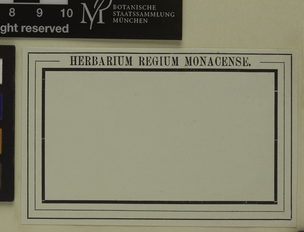 8 9 10
ght reserved
BOTANISCHE
STAATSSAMMLUNG
MÜNCHEN
HERBARIUM REGIUM MONACENSE.